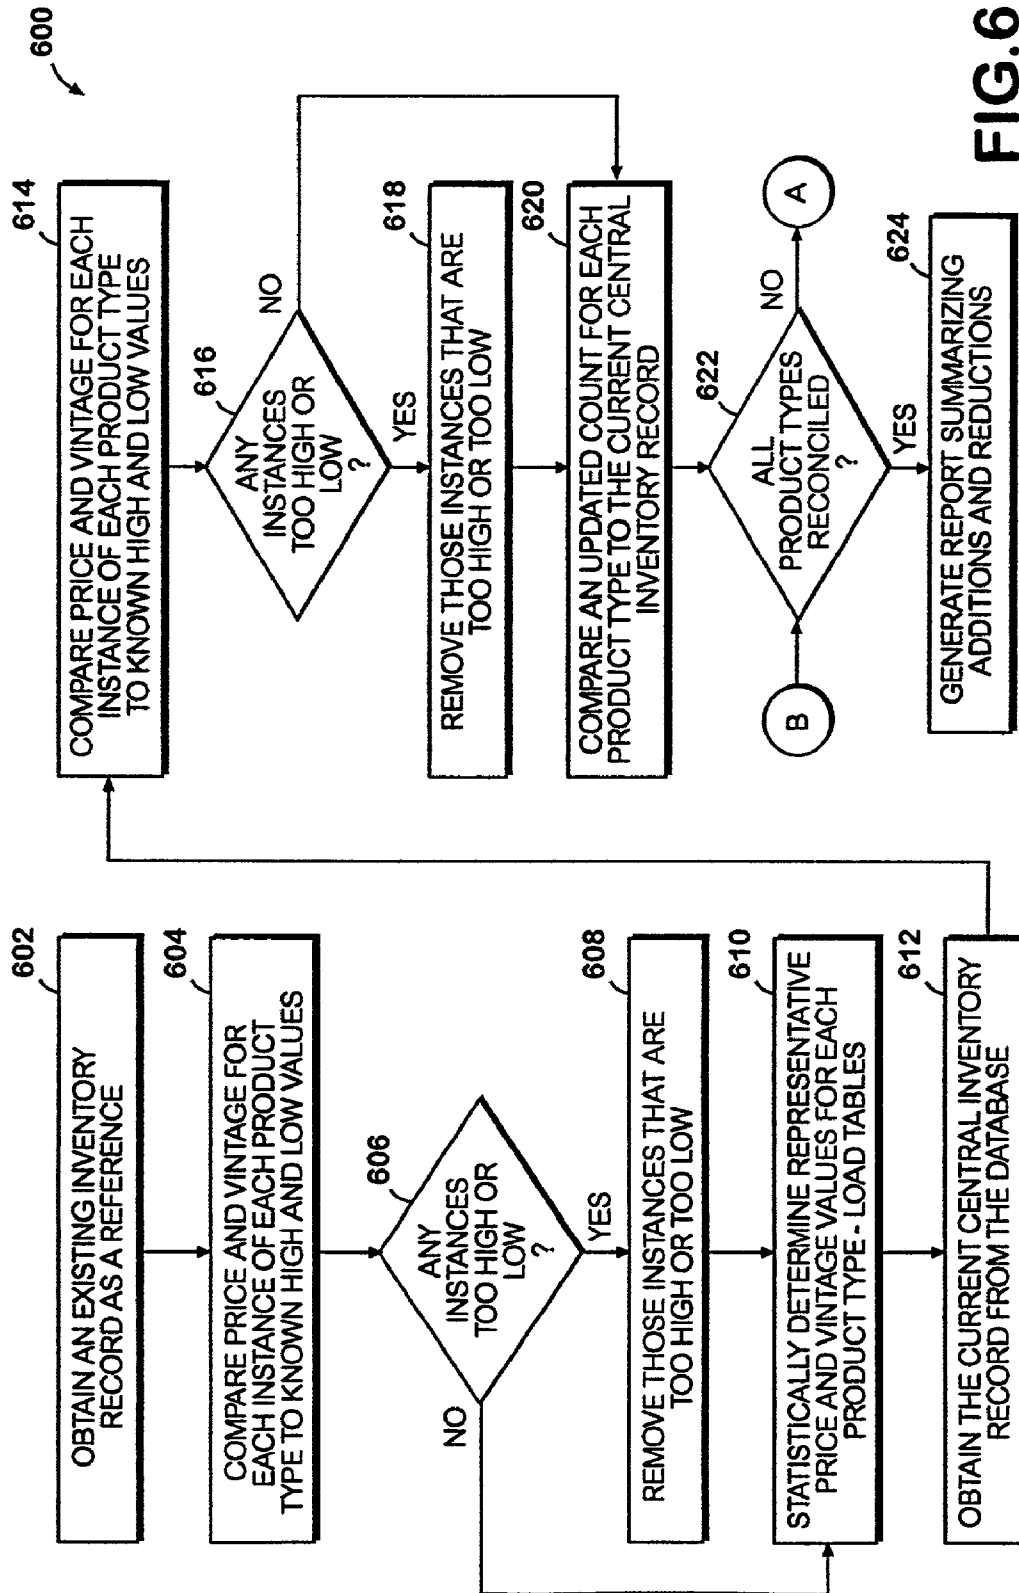 600
602
OBTAIN AN EXISTING INVENTORY
RECORD AS A REFERENCE
604
COMPARE PRICE AND VINTAGE FOR
EACH INSTANCE OF EACH PRODUCT
TYPE TO KNOWN HIGH AND LOW VALUES
606
ANY
INSTANCES
TOO HIGH OR
LOW
?
NO
YES
608
REMOVE THOSE INSTANCES THAT ARE
TOO HIGH OR TOO LOW
610
STATISTICALLY DETERMINE REPRESENTATIVE
PRICE AND VINTAGE VALUES FOR EACH
PRODUCT TYPE - LOAD TABLES
612
OBTAIN THE CURRENT CENTRAL INVENTORY
RECORD FROM THE DATABASE
614
COMPARE PRICE AND VINTAGE FOR EACH
INSTANCE OF EACH PRODUCT TYPE
TO KNOWN HIGH AND LOW VALUES
616
ANY
INSTANCES
TOO HIGH OR
LOW
?
NO
YES
618
REMOVE THOSE INSTANCES THAT ARE
TOO HIGH OR TOO LOW
620
COMPARE AN UPDATED COUNT FOR EACH
PRODUCT TYPE TO THE CURRENT CENTRAL
INVENTORY RECORD
622
ALL
PRODUCT TYPES
RECONCILED
?
B
NO
A
YES
624
GENERATE REPORT SUMMARIZING
ADDITIONS AND REDUCTIONS
FIG.6